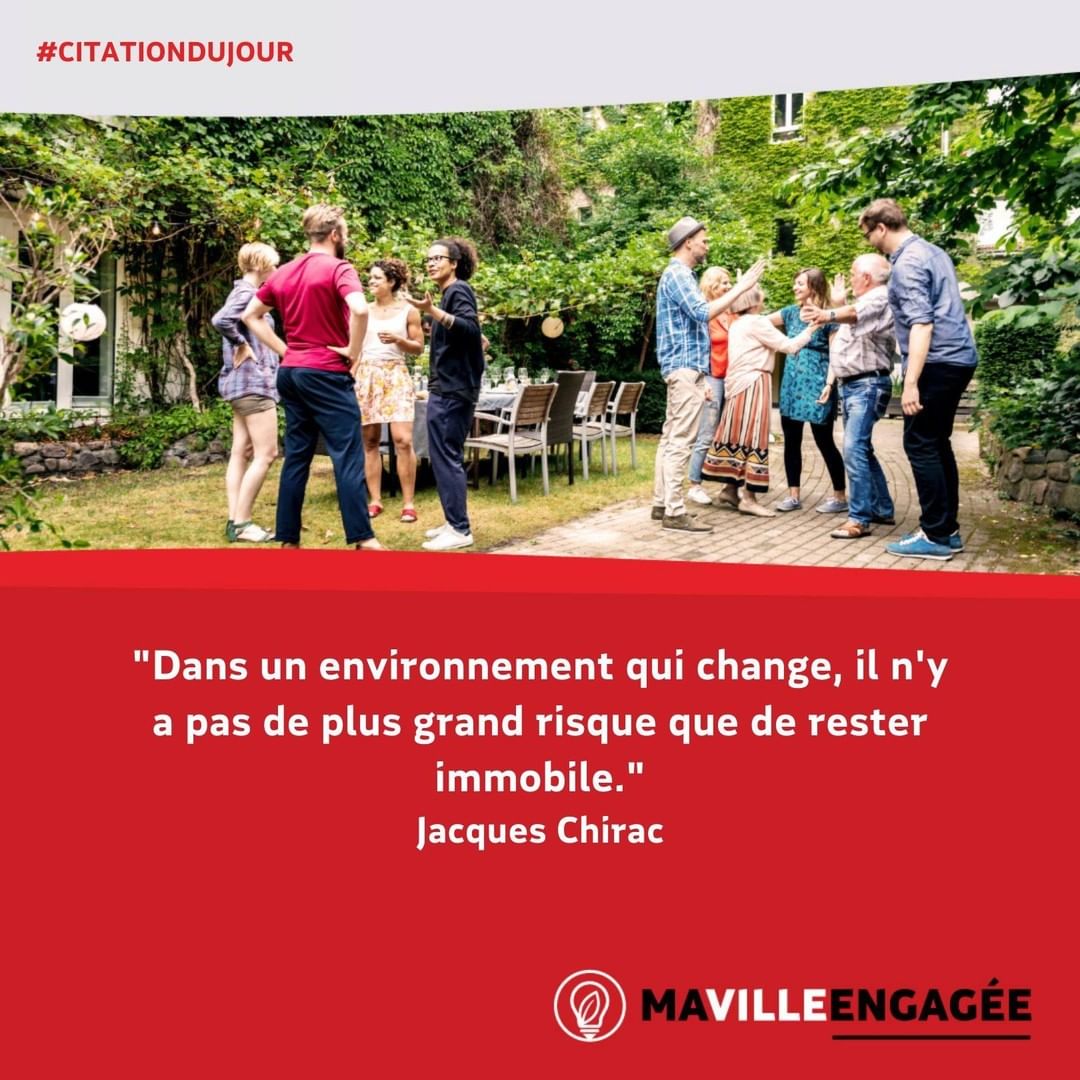 #CITATIONDUJOUR
"Dans un environnement qui change, il n'y
a pas de plus grand risque que de rester
immobile."
Jacques Chirac
MAVILLEENGAGÉE